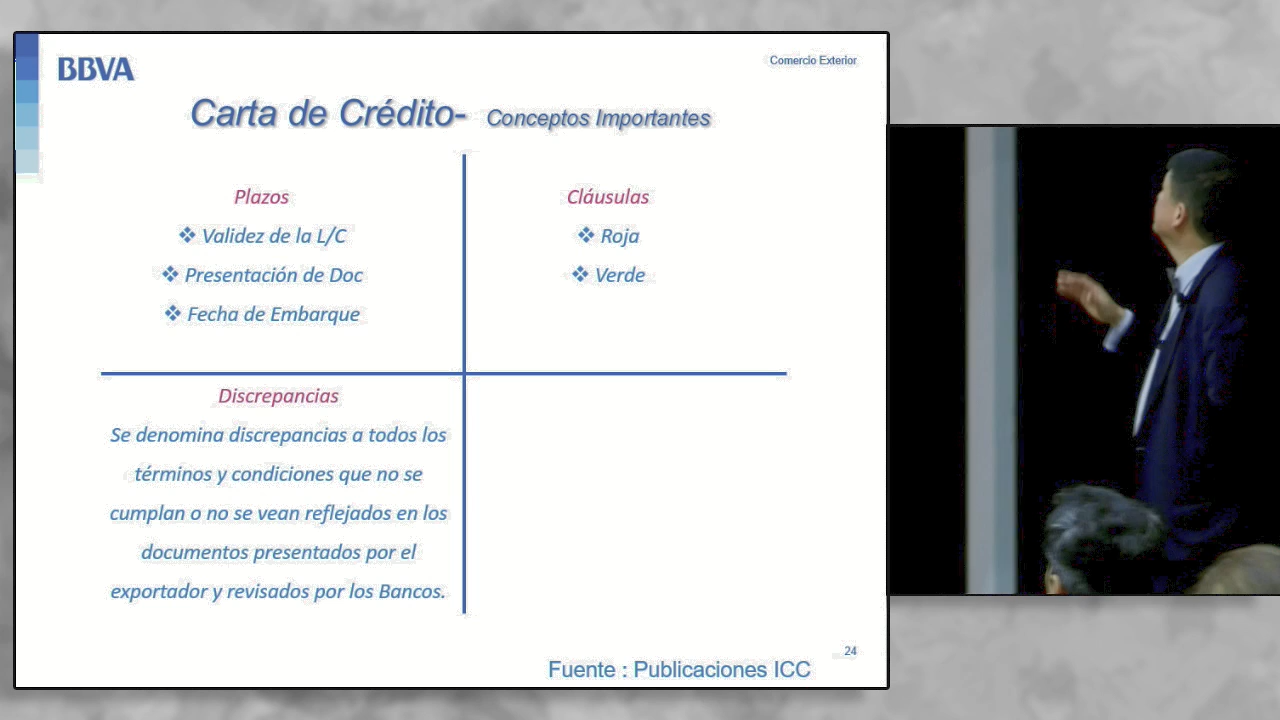 BBVA
Comercio Exterior
Carta de Crédito- Conceptos Importantes
Plazos
❖ Validez de la L/C
❖ Presentación de Doc
❖ Fecha de Embarque
Cláusulas
❖ Roja
❖ Verde
Discrepancias
Se denomina discrepancias a todos los
términos y condiciones que no se
cumplan o no se vean reflejados en los
documentos presentados por el
exportador y revisados por los Bancos.
24
Fuente : Publicaciones ICC